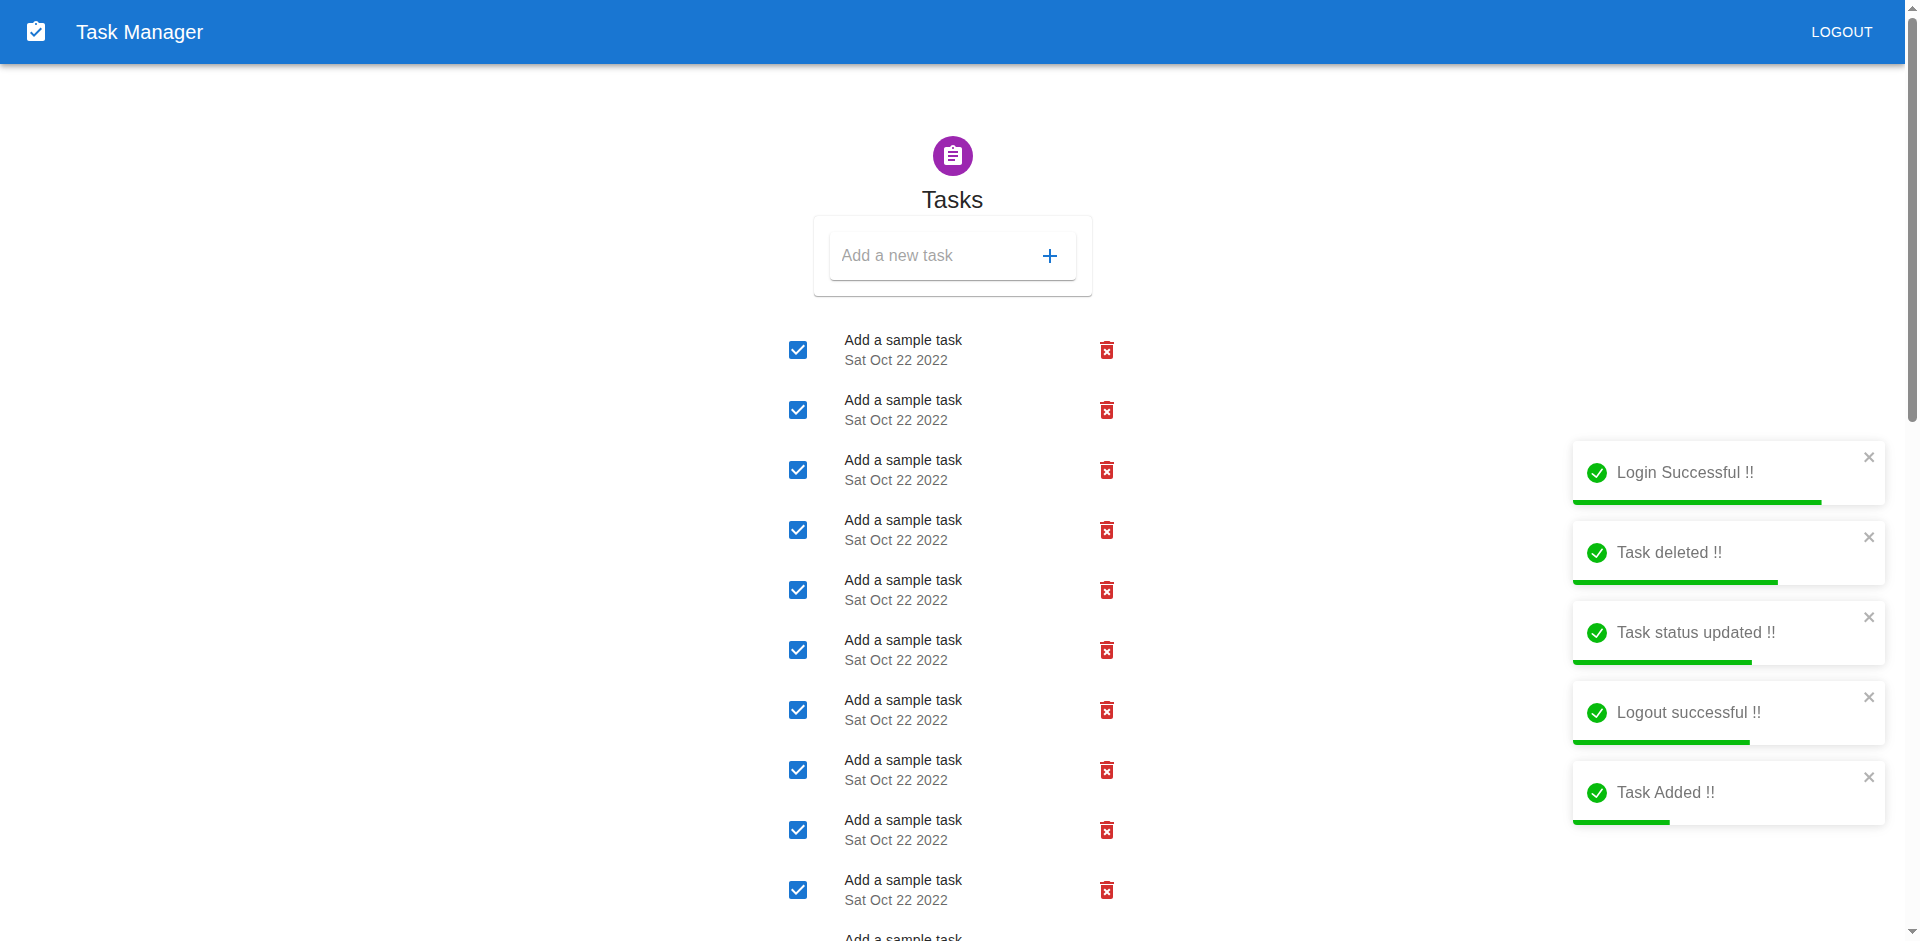 Task Manager
LOGOUT
Tasks
Add a new task
Add a sample task
Sat Oct 22 2022
Add a sample task
Sat Oct 22 2022
Add a sample task
Sat Oct 22 2022
Add a sample task
Sat Oct 22 2022
Add a sample task
Sat Oct 22 2022
Add a sample task
Sat Oct 22 2022
Add a sample task
Sat Oct 22 2022
Add a sample task
Sat Oct 22 2022
Add a sample task
Sat Oct 22 2022
Add a sample task
Sat Oct 22 2022
Add a sample task
Login Successful !!
Task deleted !!
Task status updated !!
Logout successful !!
Task Added !!